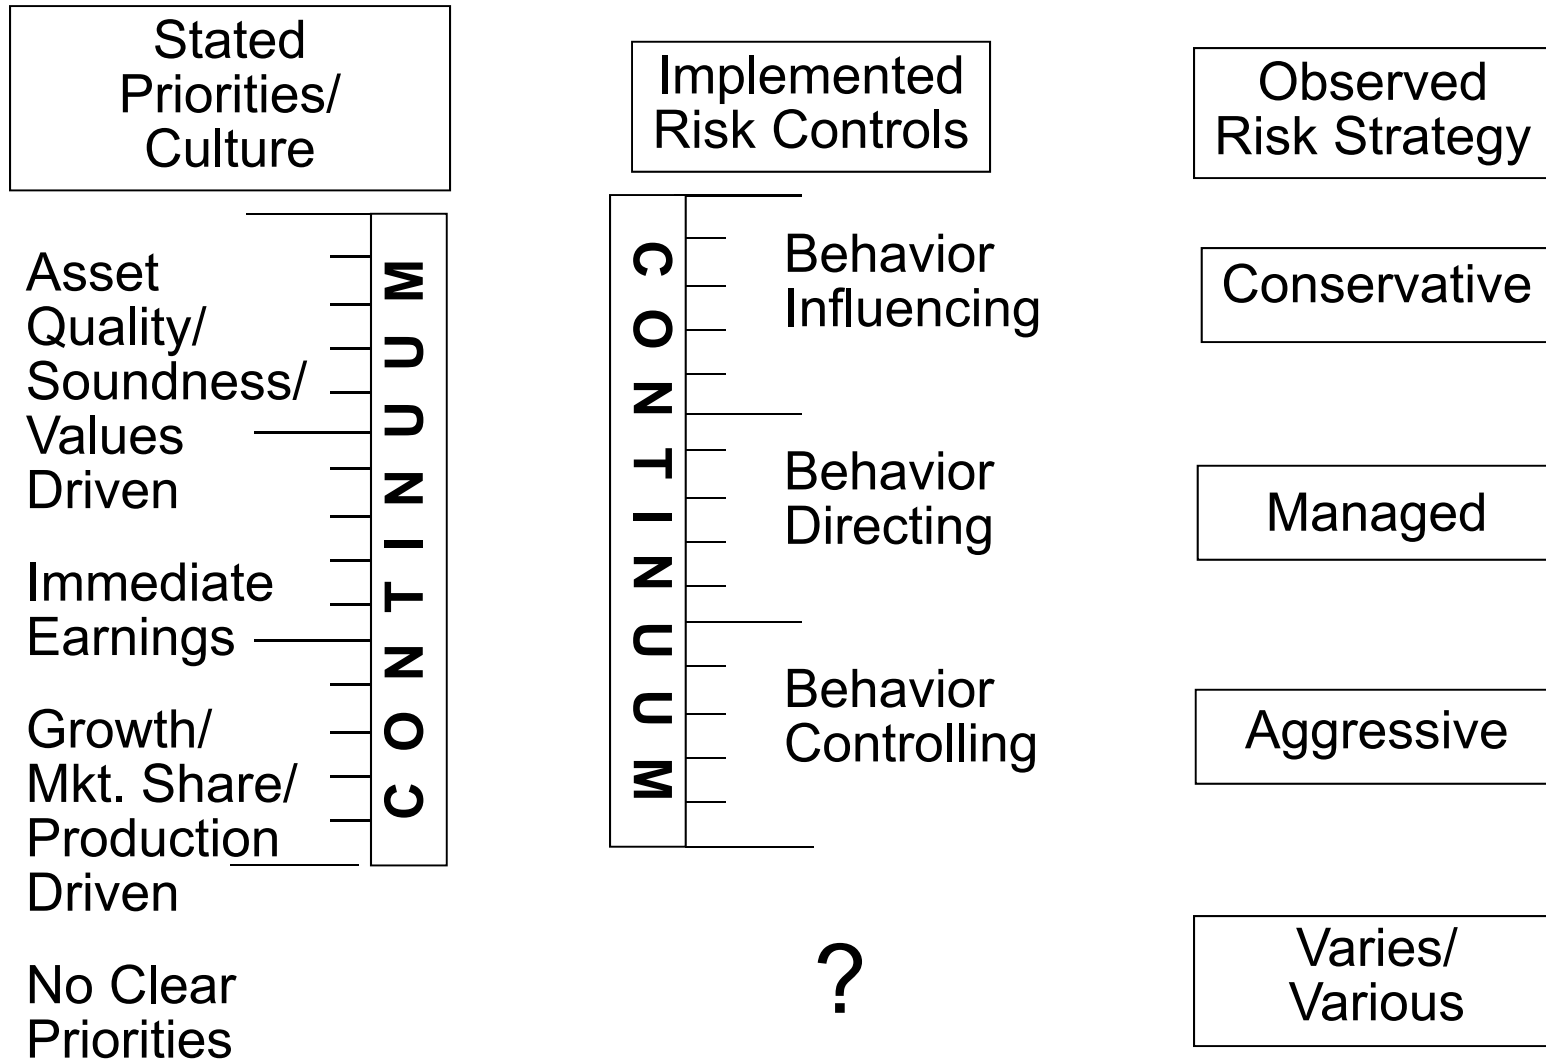 Stated
Priorities/
Culture
Implemented
Risk Controls
Observed
Risk Strategy
Asset
Quality/
Soundness/
Values
Driven
Immediate
Earnings
Growth/
Mkt. Share/
Production
Driven
No Clear
Priorities
CONTINUUM
CONTINUUM
Behavior
Influencing
Behavior
Directing
Behavior
Controlling
?
Conservative
Managed
Aggressive
Varies/
Various